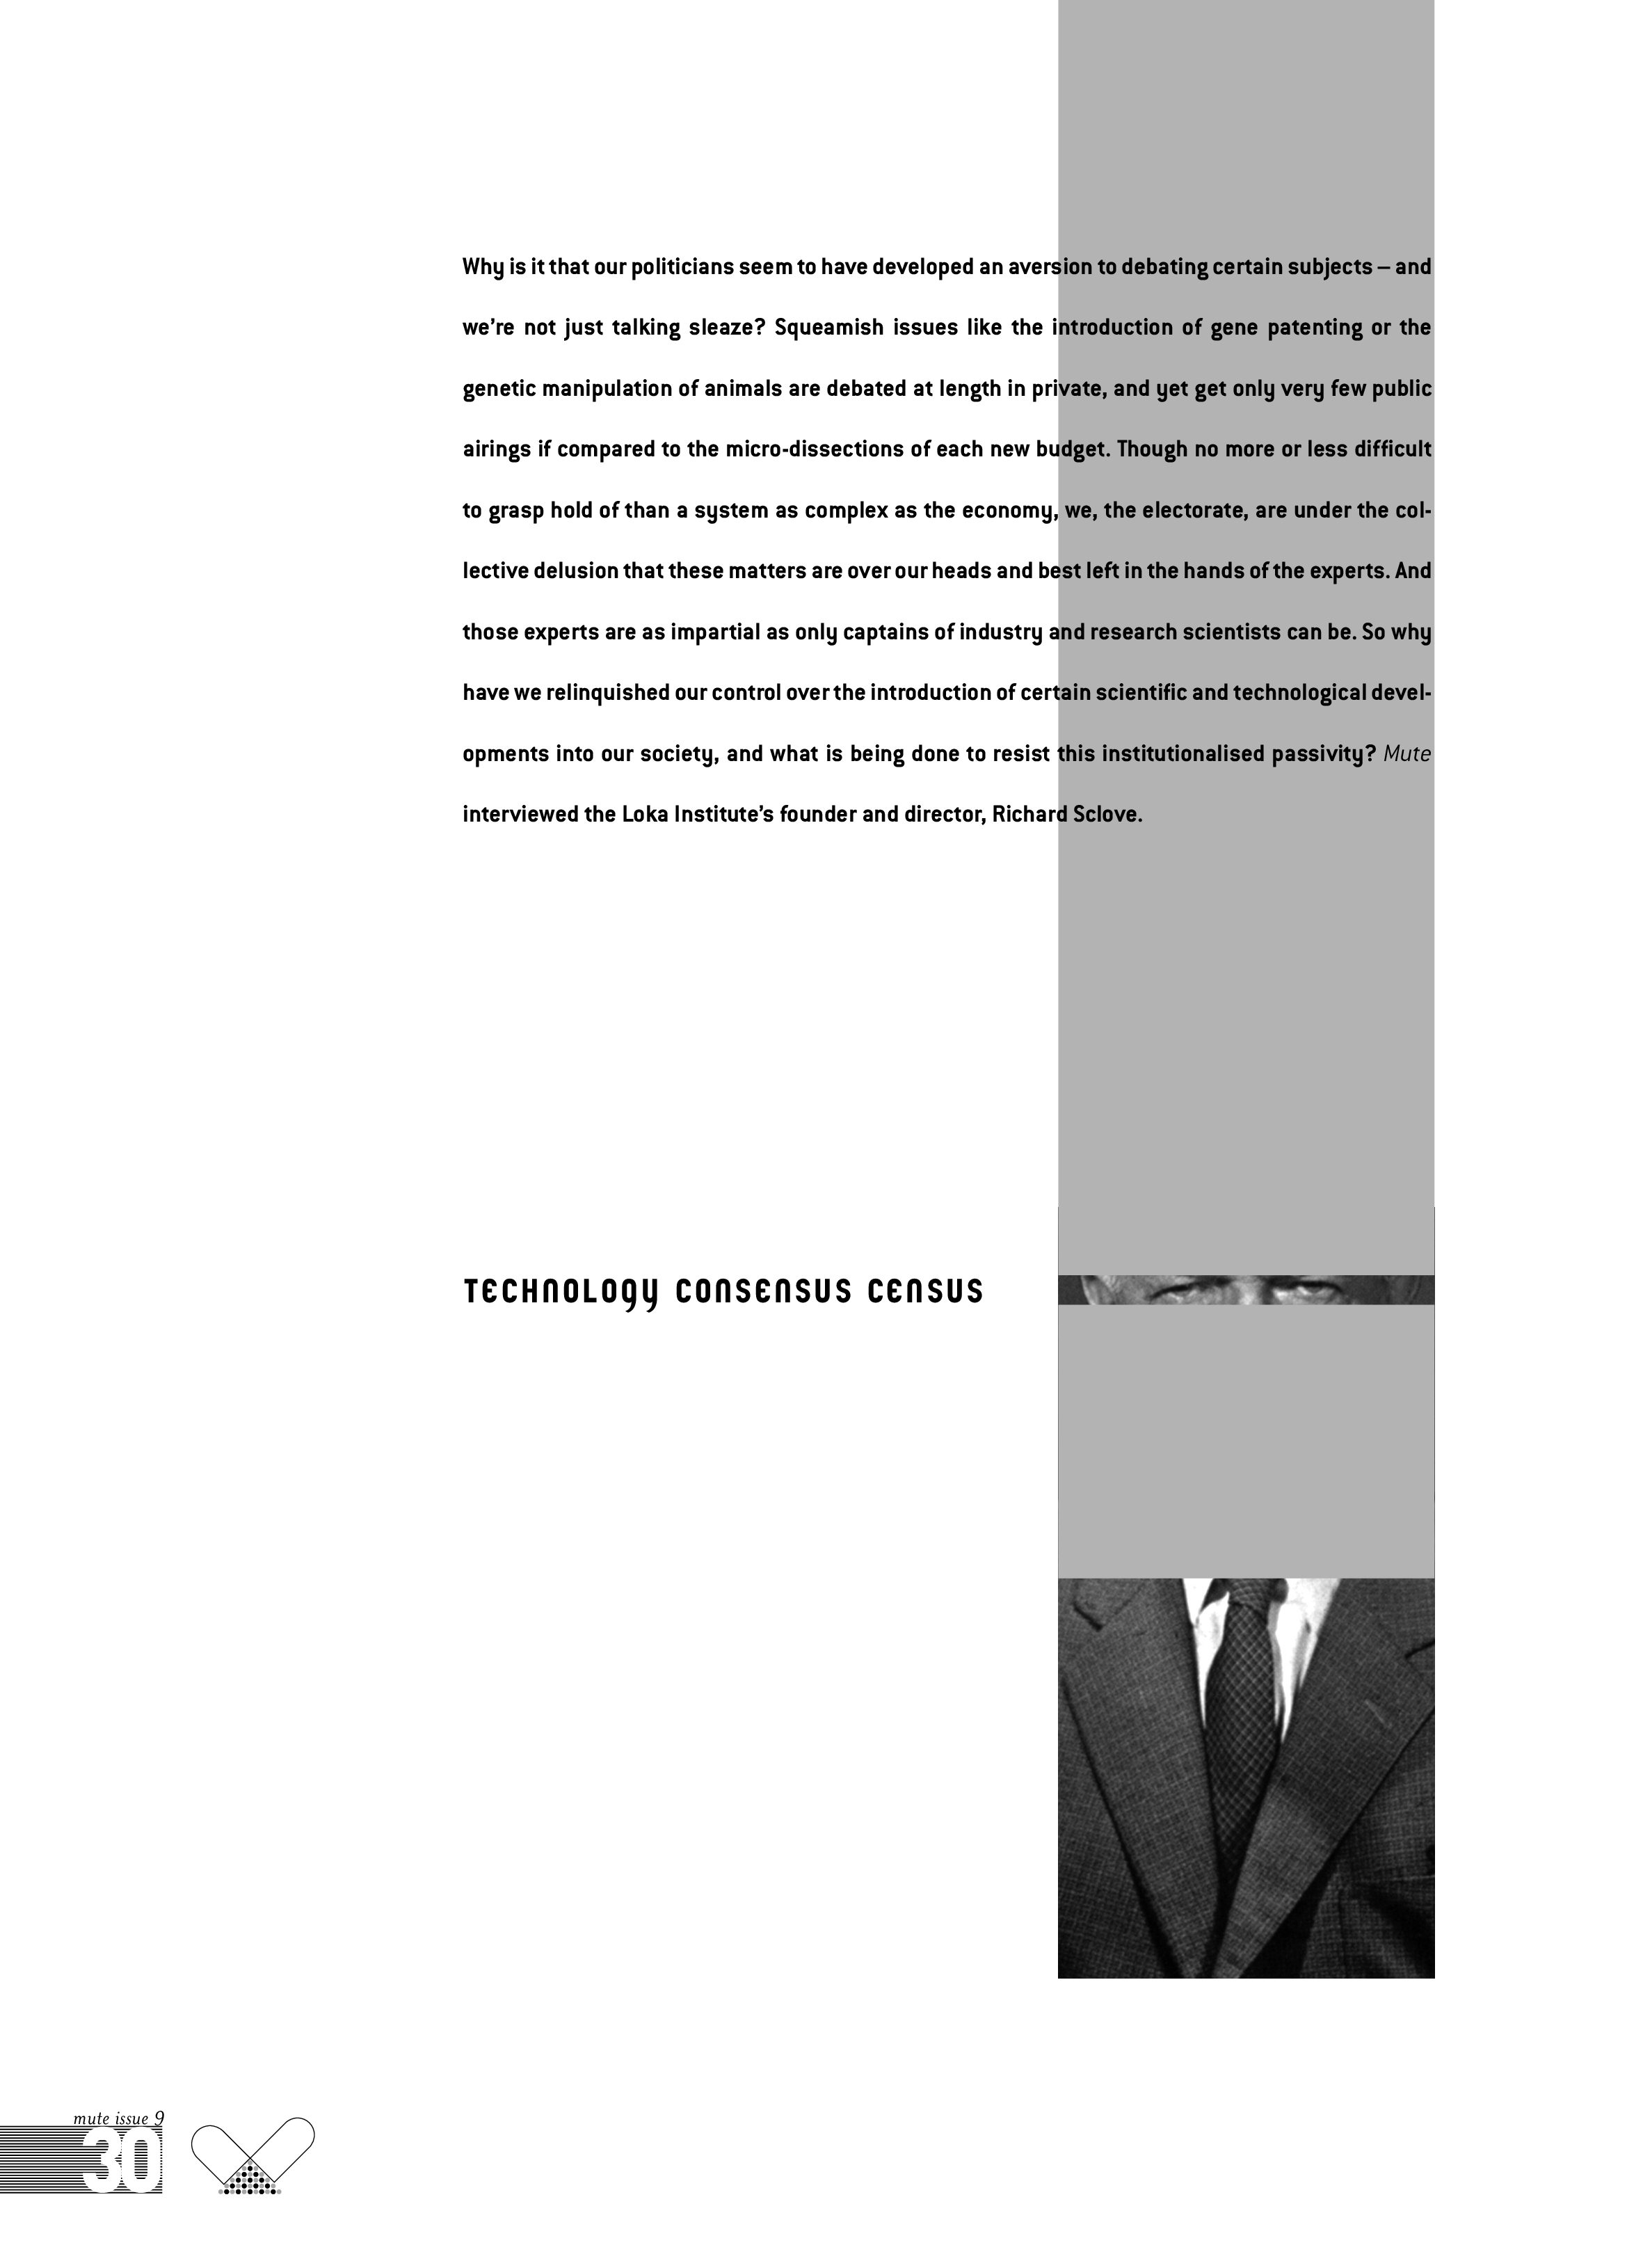 Why is it that our politicians seem to have developed an aversion to debating certain subjects – and
we're not just talking sleaze? Squeamish issues like the introduction of gene patenting or the
genetic manipulation of animals are debated at length in private, and yet get only very few public
airings if compared to the micro-dissections of each new budget. Though no more or less difficult
to grasp hold of than a system as complex as the economy, we, the electorate, are under the col-
lective delusion that these matters are over our heads and best left in the hands of the experts. And
those experts are as impartial as only captains of industry and research scientists can be. So why
have we relinquished our control over the introduction of certain scientific and technological devel-
opments into our society, and what is being done to resist this institutionalised passivity? Mute
interviewed the Loka Institute's founder and director, Richard Sclove.
TECHNOLOGY CONSENSUS CENSUS
mute issue 9
30